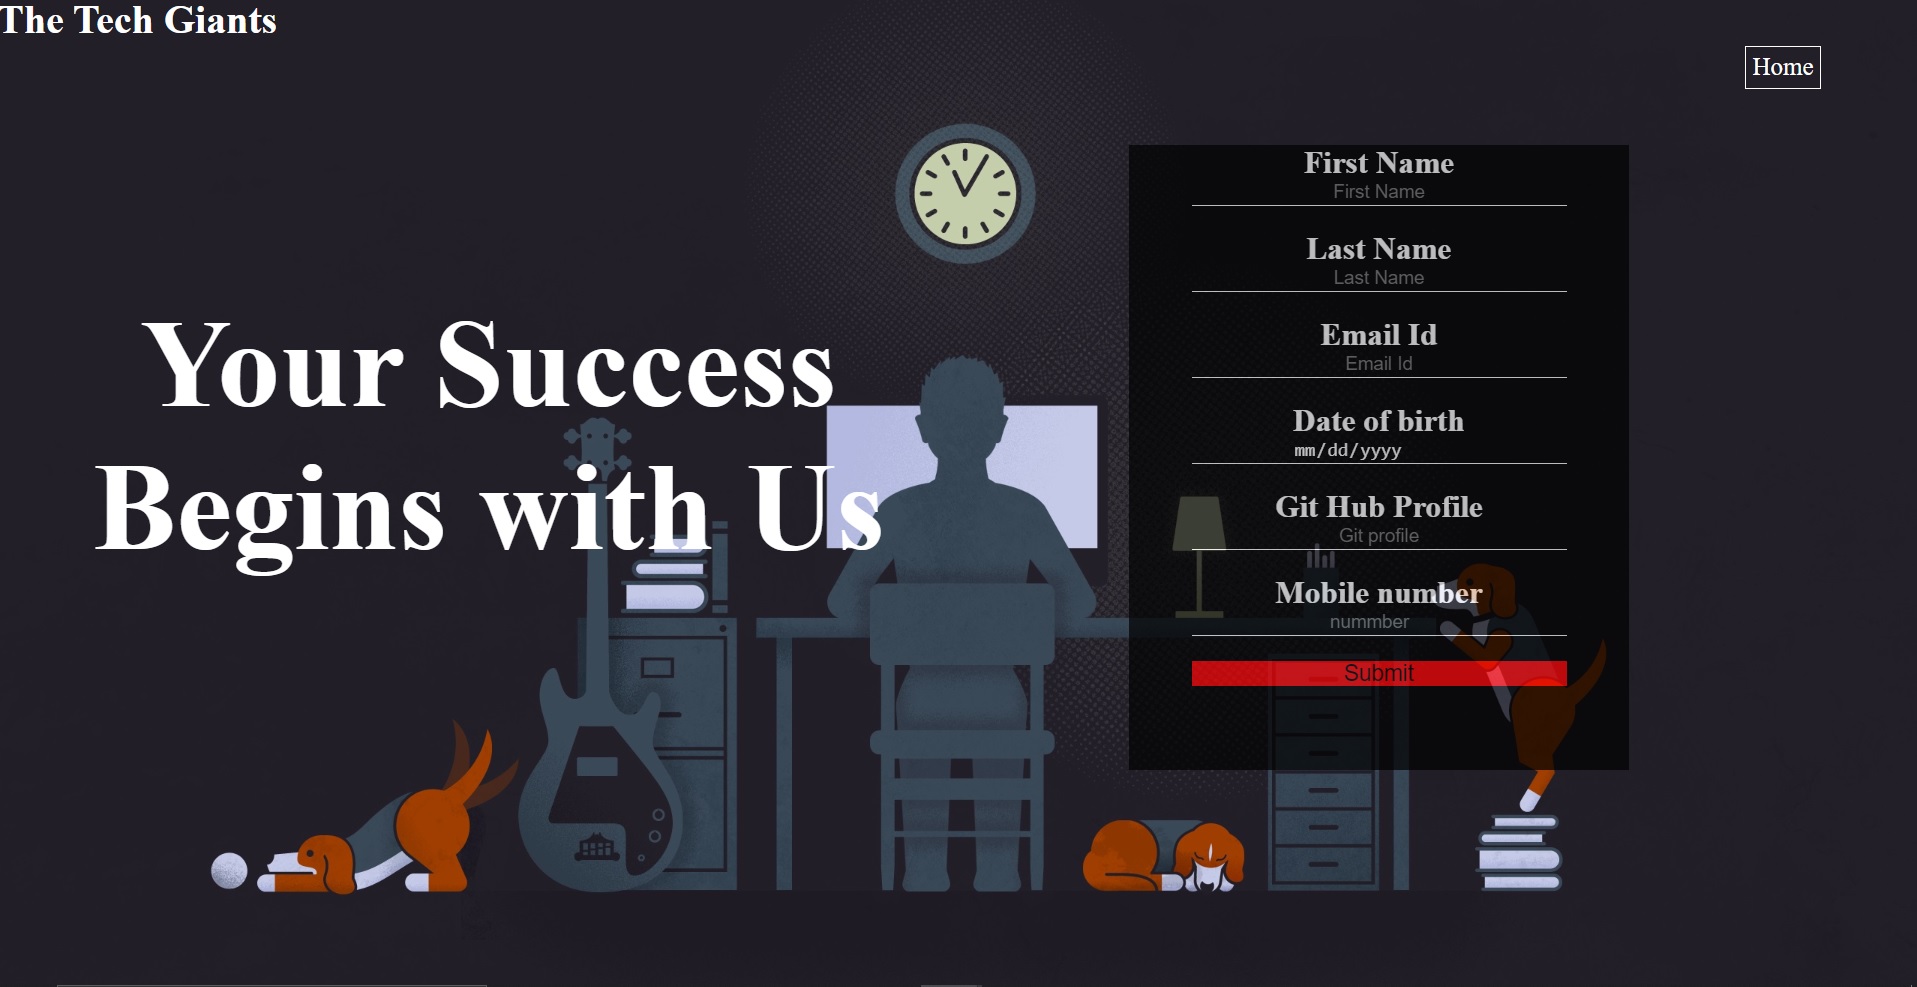 The Tech Giants
Home
Your Success
Begins with Us
First Name
First Name
Last Name
Last Name
Email Id
Email Id
Date of birth
mm/dd/yyyy
Git Hub Profile
Git profile
Mobile number
nummber
Submit